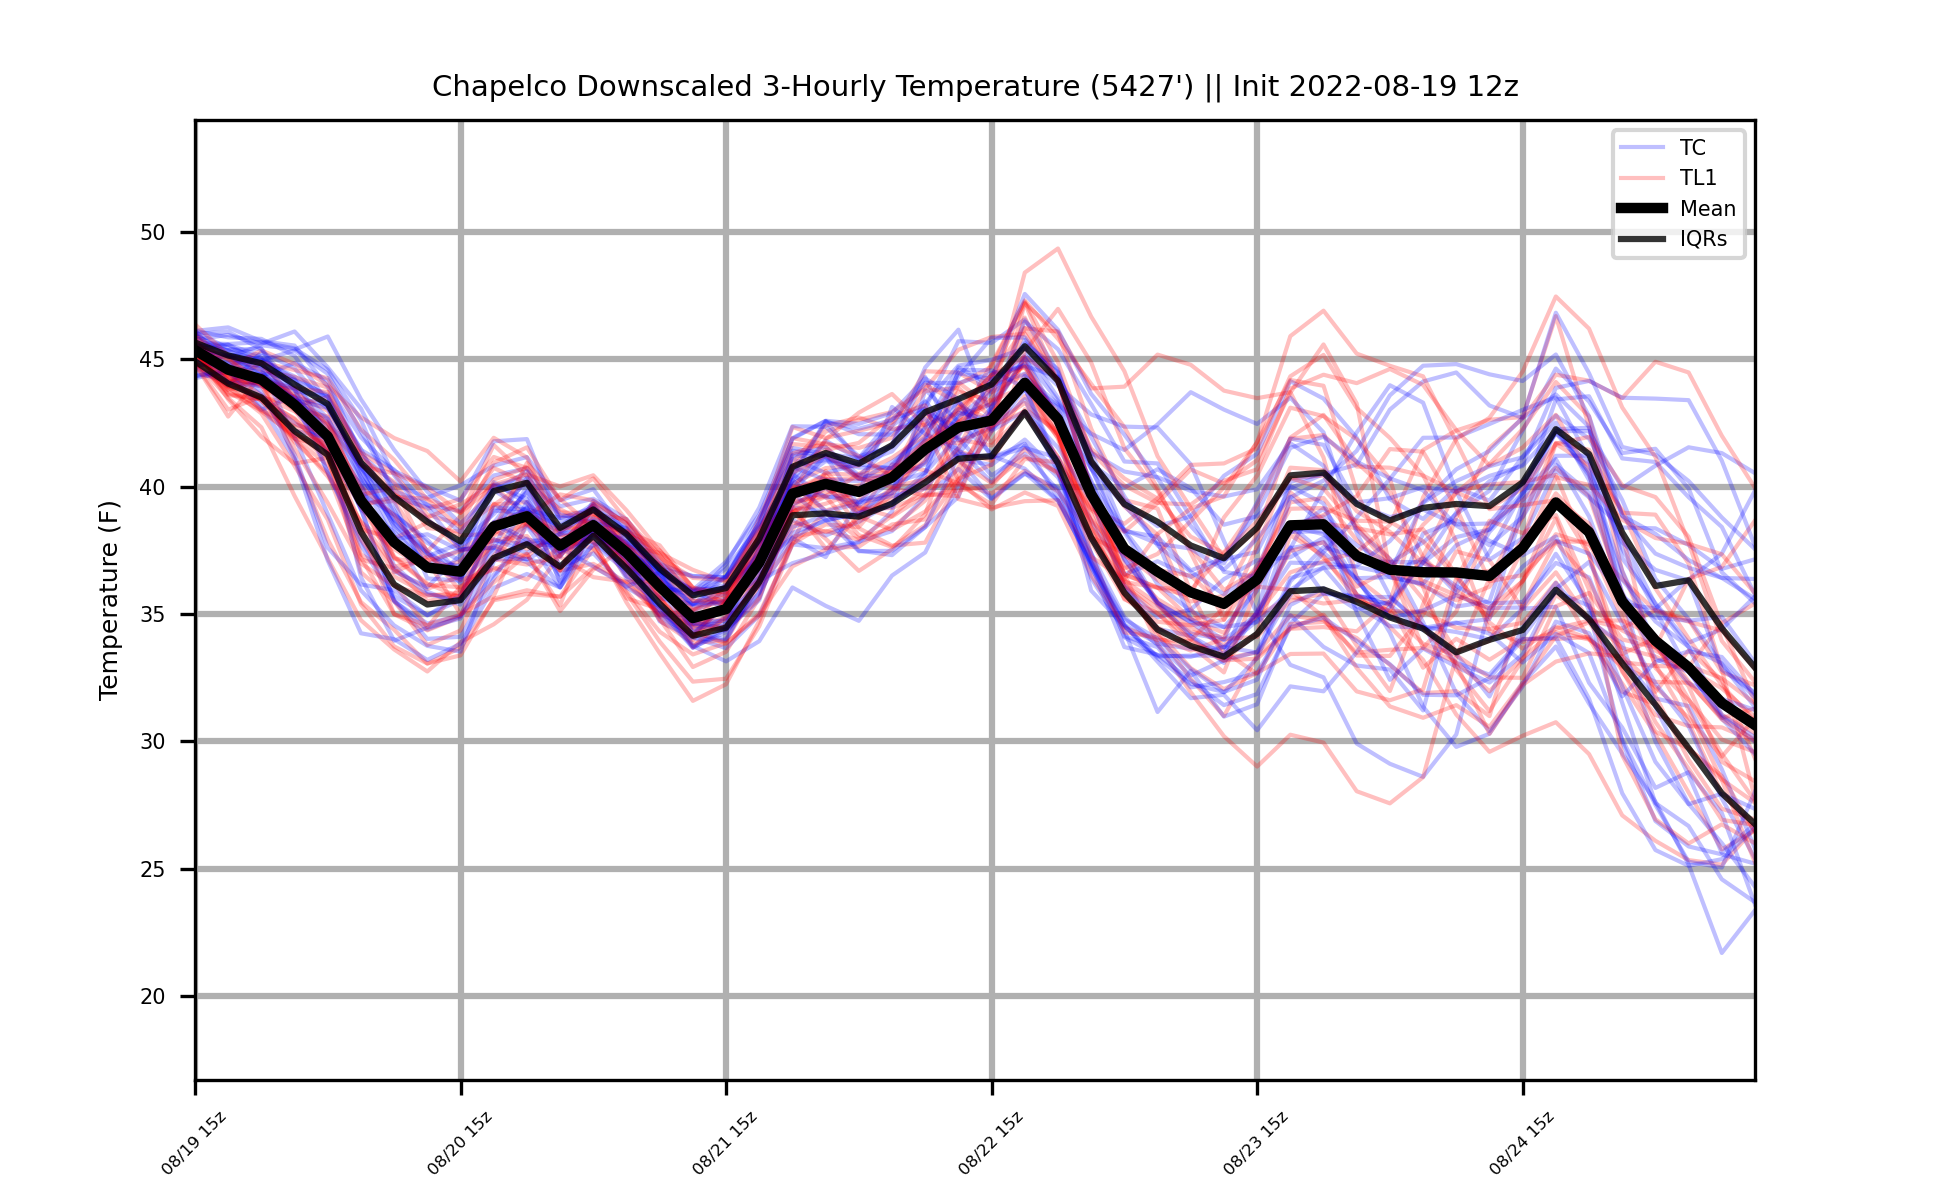 Chapelco Downscaled 3-Hourly Temperature (5427') || Init 2022-08-19 12z
TC
TL1
Mean
IQRs
Temperature (F)
50
45
40
35
30
25
20
08/19 15z
08/20 15z
08/21 15z
08/22 15z
08/23 15z
08/24 15z